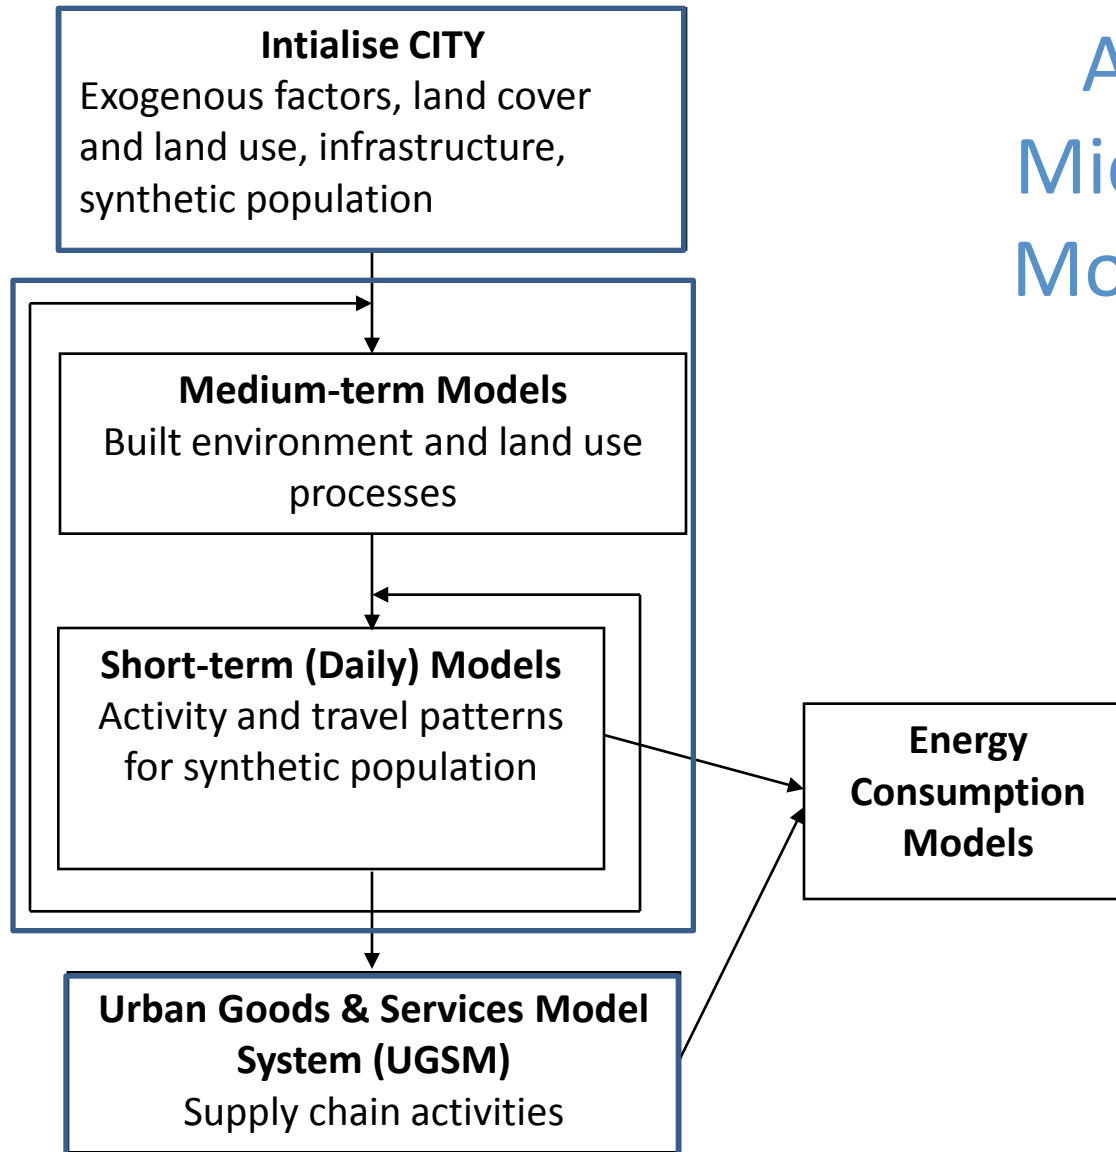 Intialise CITY
Exogenous factors, land cover
and land use, infrastructure,
synthetic population
A
Mic
Mo
Medium-term Models
Built environment and land use
processes
Short-term (Daily) Models
Activity and travel patterns
for synthetic population
Energy
Consumption
Models
Urban Goods & Services Model
System (UGSM)
Supply chain activities